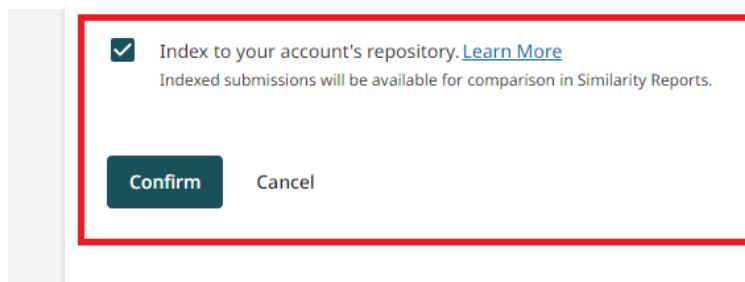 Index to your account's repository. Learn More
Indexed submissions will be available for comparison in Similarity Reports.
Confirm Cancel